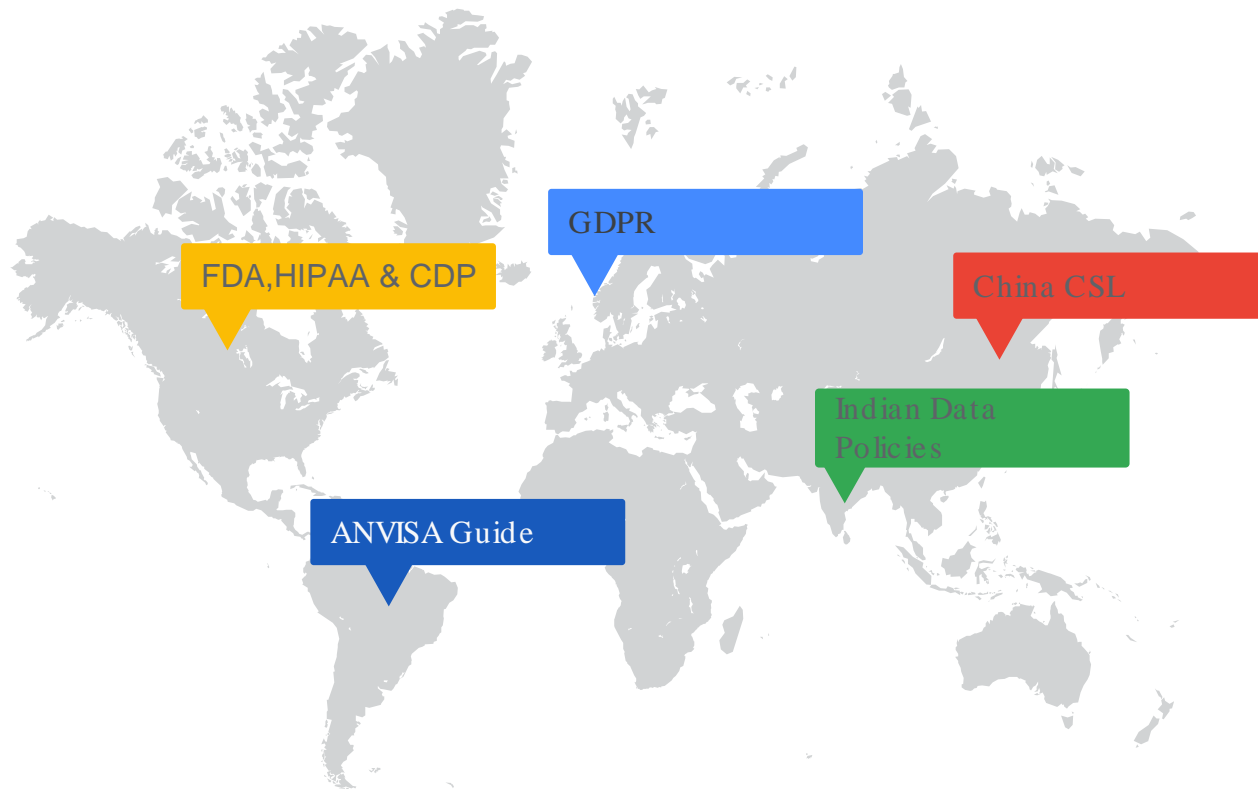 GDPR
FDA,HIPAA & CDP
China CSL
Indian Data
Policies
ANVISA Guide